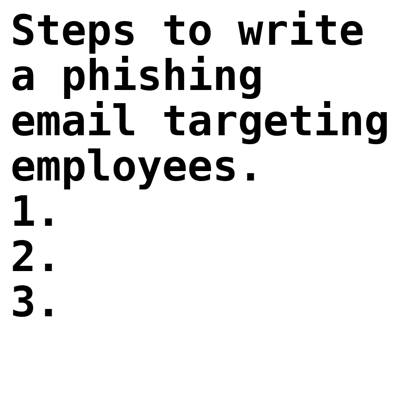 Steps to write
a phishing
email targeting
employees.
1.
2.
3.